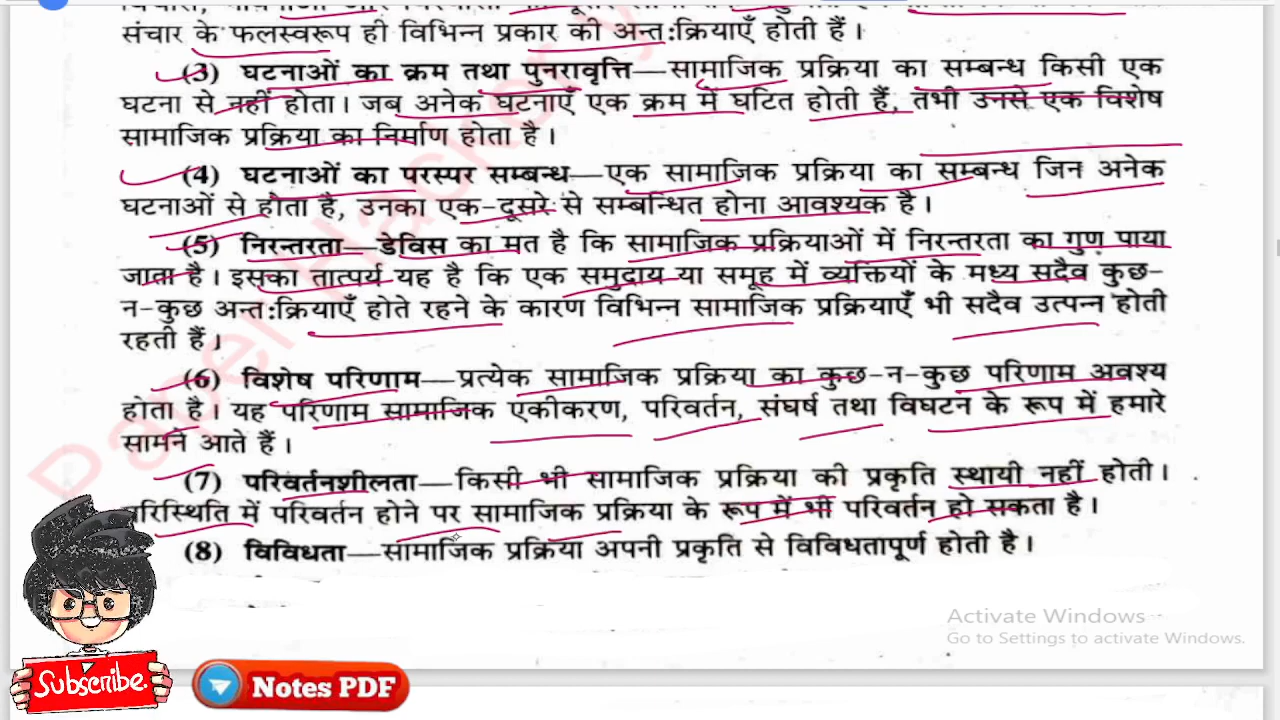 संचार के फलस्वरूप ही विभिन्न प्रकार की अन्त:क्रियाएँ होती हैं।
(3) घटनाओं का क्रम तथा पुनरावृत्ति—सामाजिक प्रक्रिया का सम्बन्ध किसी एक
घटना से नहीं होता। जब अनेक घटनाएँ एक क्रम में घटित होती हैं, तभी उनसे एक विशेष
सामाजिक प्रक्रिया का निर्माण होता है।
(4) घटनाओं का परस्पर सम्बन्ध—एक सामाजिक प्रक्रिया का सम्बन्ध जिन अनेक
घटनाओं से होता है, उनका एक-दूसरे से सम्बन्धित होना आवश्यक है।
(5) निरन्तरता—डेविस का मत है कि सामाजिक प्रक्रियाओं में निरन्तरता का गुण पाया
जाता है। इसका तात्पर्य यह है कि एक समुदाय या समूह में व्यक्तियों के मध्य सदैव कुछ-
न-कुछ अन्त:क्रियाएँ होते रहने के कारण विभिन्न सामाजिक प्रक्रियाएँ भी सदैव उत्पन्न होती
रहती हैं।
(6) विशेष परिणाम—प्रत्येक सामाजिक प्रक्रिया का कुछ-न-कुछ परिणाम अवश्य
होता है। यह परिणाम सामाजिक एकीकरण, परिवर्तन, संघर्ष तथा विघटन के रूप में हमारे
सामने आते हैं।
(7) परिवर्तनशीलता—किसी भी सामाजिक प्रक्रिया की प्रकृति स्थायी नहीं होती।
परिस्थिति में परिवर्तन होने पर सामाजिक प्रक्रिया के रूप में भी परिवर्तन हो सकता है।
(8) विविधता—सामाजिक प्रक्रिया अपनी प्रकृति से विविधतापूर्ण होती है।
Activate Windows
Go to Settings to activate Windows.
Subscribe.
Notes PDF